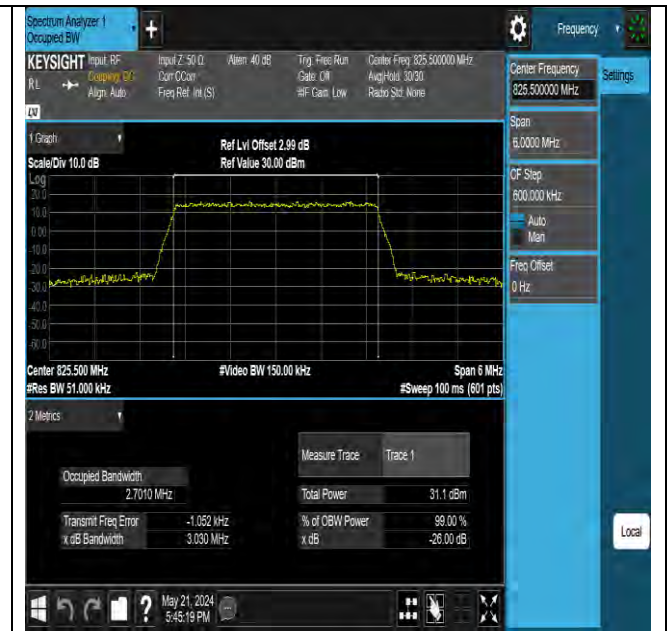 Spectrum Analyzer 1
Occupied BW
+
Frequency
KEYSIGHT Input: RF Input Z: 50 Ω Atten: 40 dB Trig: Free Run Center Freq: 825.500000 MHz
RL Coupling: DC Corr CCorr Gate: Off Avg|Hold: 30/30
Align: Auto Freq Ref: Int (S) #IF Gain: Low Radio Std: None
Center Frequency
825.500000 MHz
Settings
Span
6.0000 MHz
CF Step
600.000 kHz
Auto
Man
Freq Offset
0 Hz
1 Graph
Ref Lvl Offset 2.99 dB
Scale/Div 10.0 dB Ref Value 30.00 dBm
Log
20.0
10.0
0.00
-10.0
-20.0
-30.0
-40.0
-50.0
-60.0
Center 825.500 MHz #Video BW 150.00 kHz Span 6 MHz
#Res BW 51.000 kHz #Sweep 100 ms (601 pts)
2 Metrics
Measure Trace Trace 1
Occupied Bandwidth
2.7010 MHz
Total Power 31.1 dBm
Transmit Freq Error -1.052 kHz
% of OBW Power 99.00 %
x dB Bandwidth 3.030 MHz
x dB -26.00 dB
Local
?
May 21, 2024
5:45:19 PM